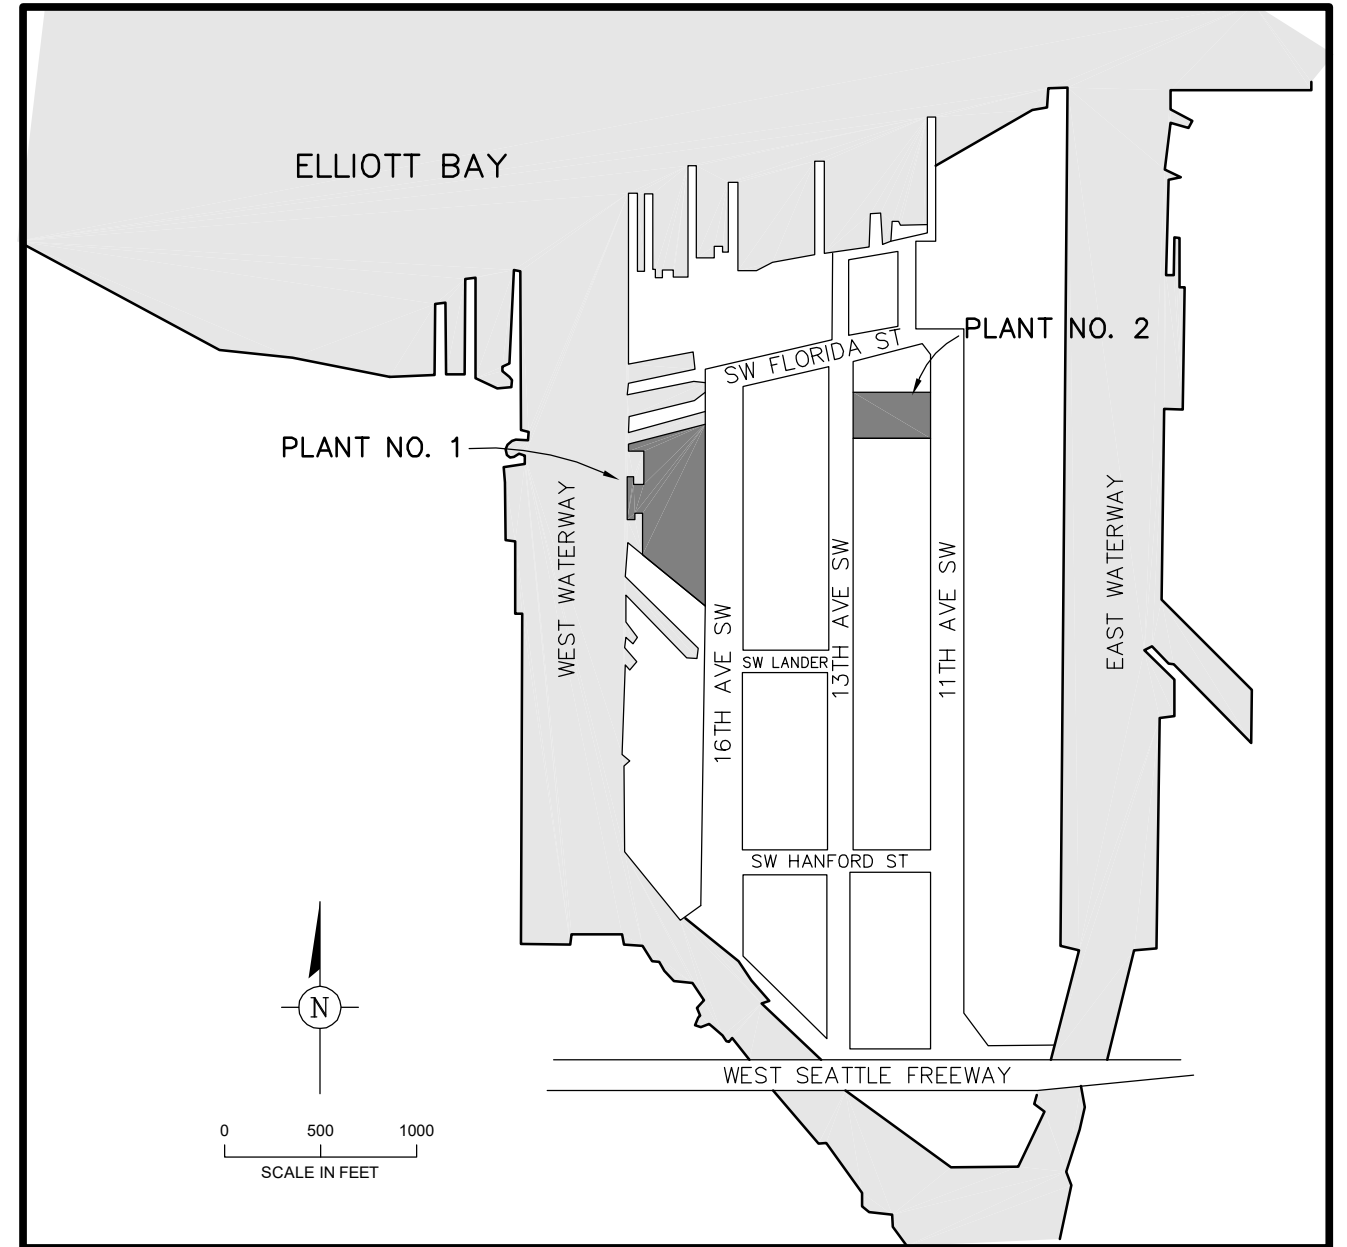 ELLIOTT BAY
PLANT NO. 2
SW FLORIDA ST
PLANT NO. 1
WEST WATERWAY
EAST WATERWAY
16TH AVE SW
13TH AVE SW
11TH AVE SW
SW LANDER
SW HANFORD ST
N
WEST SEATTLE FREEWAY
0 500 1000
SCALE IN FEET